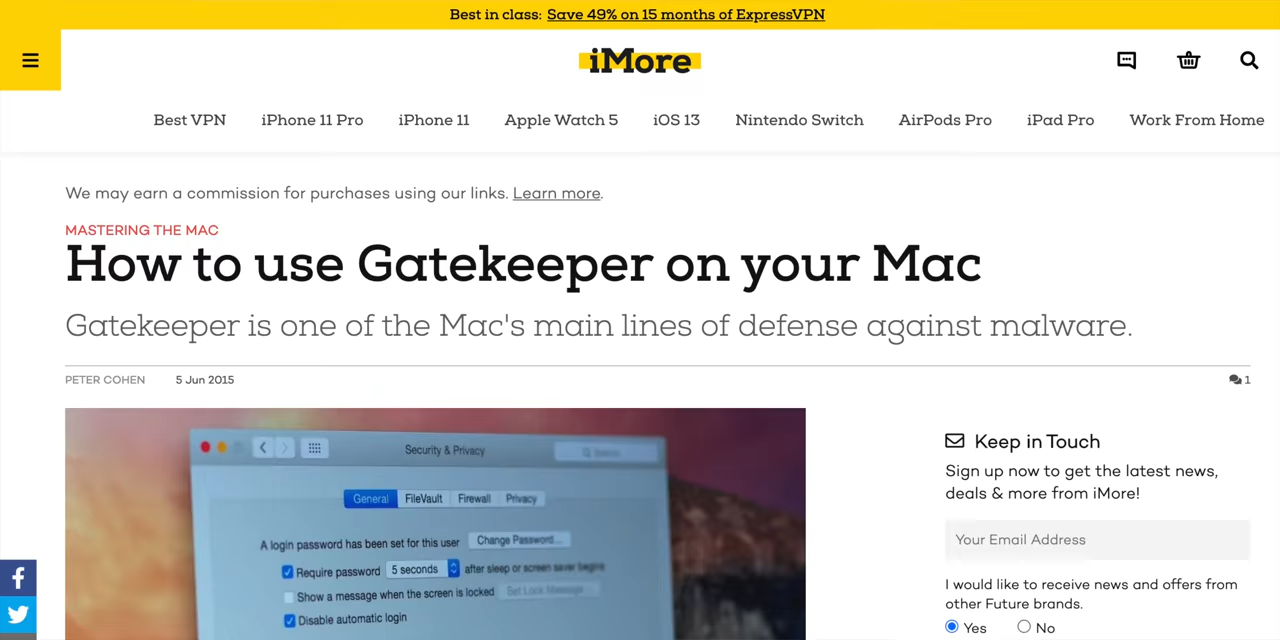 Best in class: Save 49% on 15 months of ExpressVPN
iMore
Best VPN iPhone 11 Pro iPhone 11 Apple Watch 5 iOS 13 Nintendo Switch AirPods Pro iPad Pro Work From Home
We may earn a commission for purchases using our links. Learn more.
MASTERING THE MAC
How to use Gatekeeper on your Mac
Gatekeeper is one of the Mac's main lines of defense against malware.
PETER COHEN 5 Jun 2015 1
Security & Privacy
Search
General FileVault Firewall Privacy
A login password has been set for this user Change Password...
Require password 5 seconds after sleep or screen saver begins
Show a message when the screen is locked Set Lock Message...
Disable automatic login
Keep in Touch
Sign up now to get the latest news,
deals & more from iMore!
Your Email Address
I would like to receive news and offers from
other Future brands.
Yes No